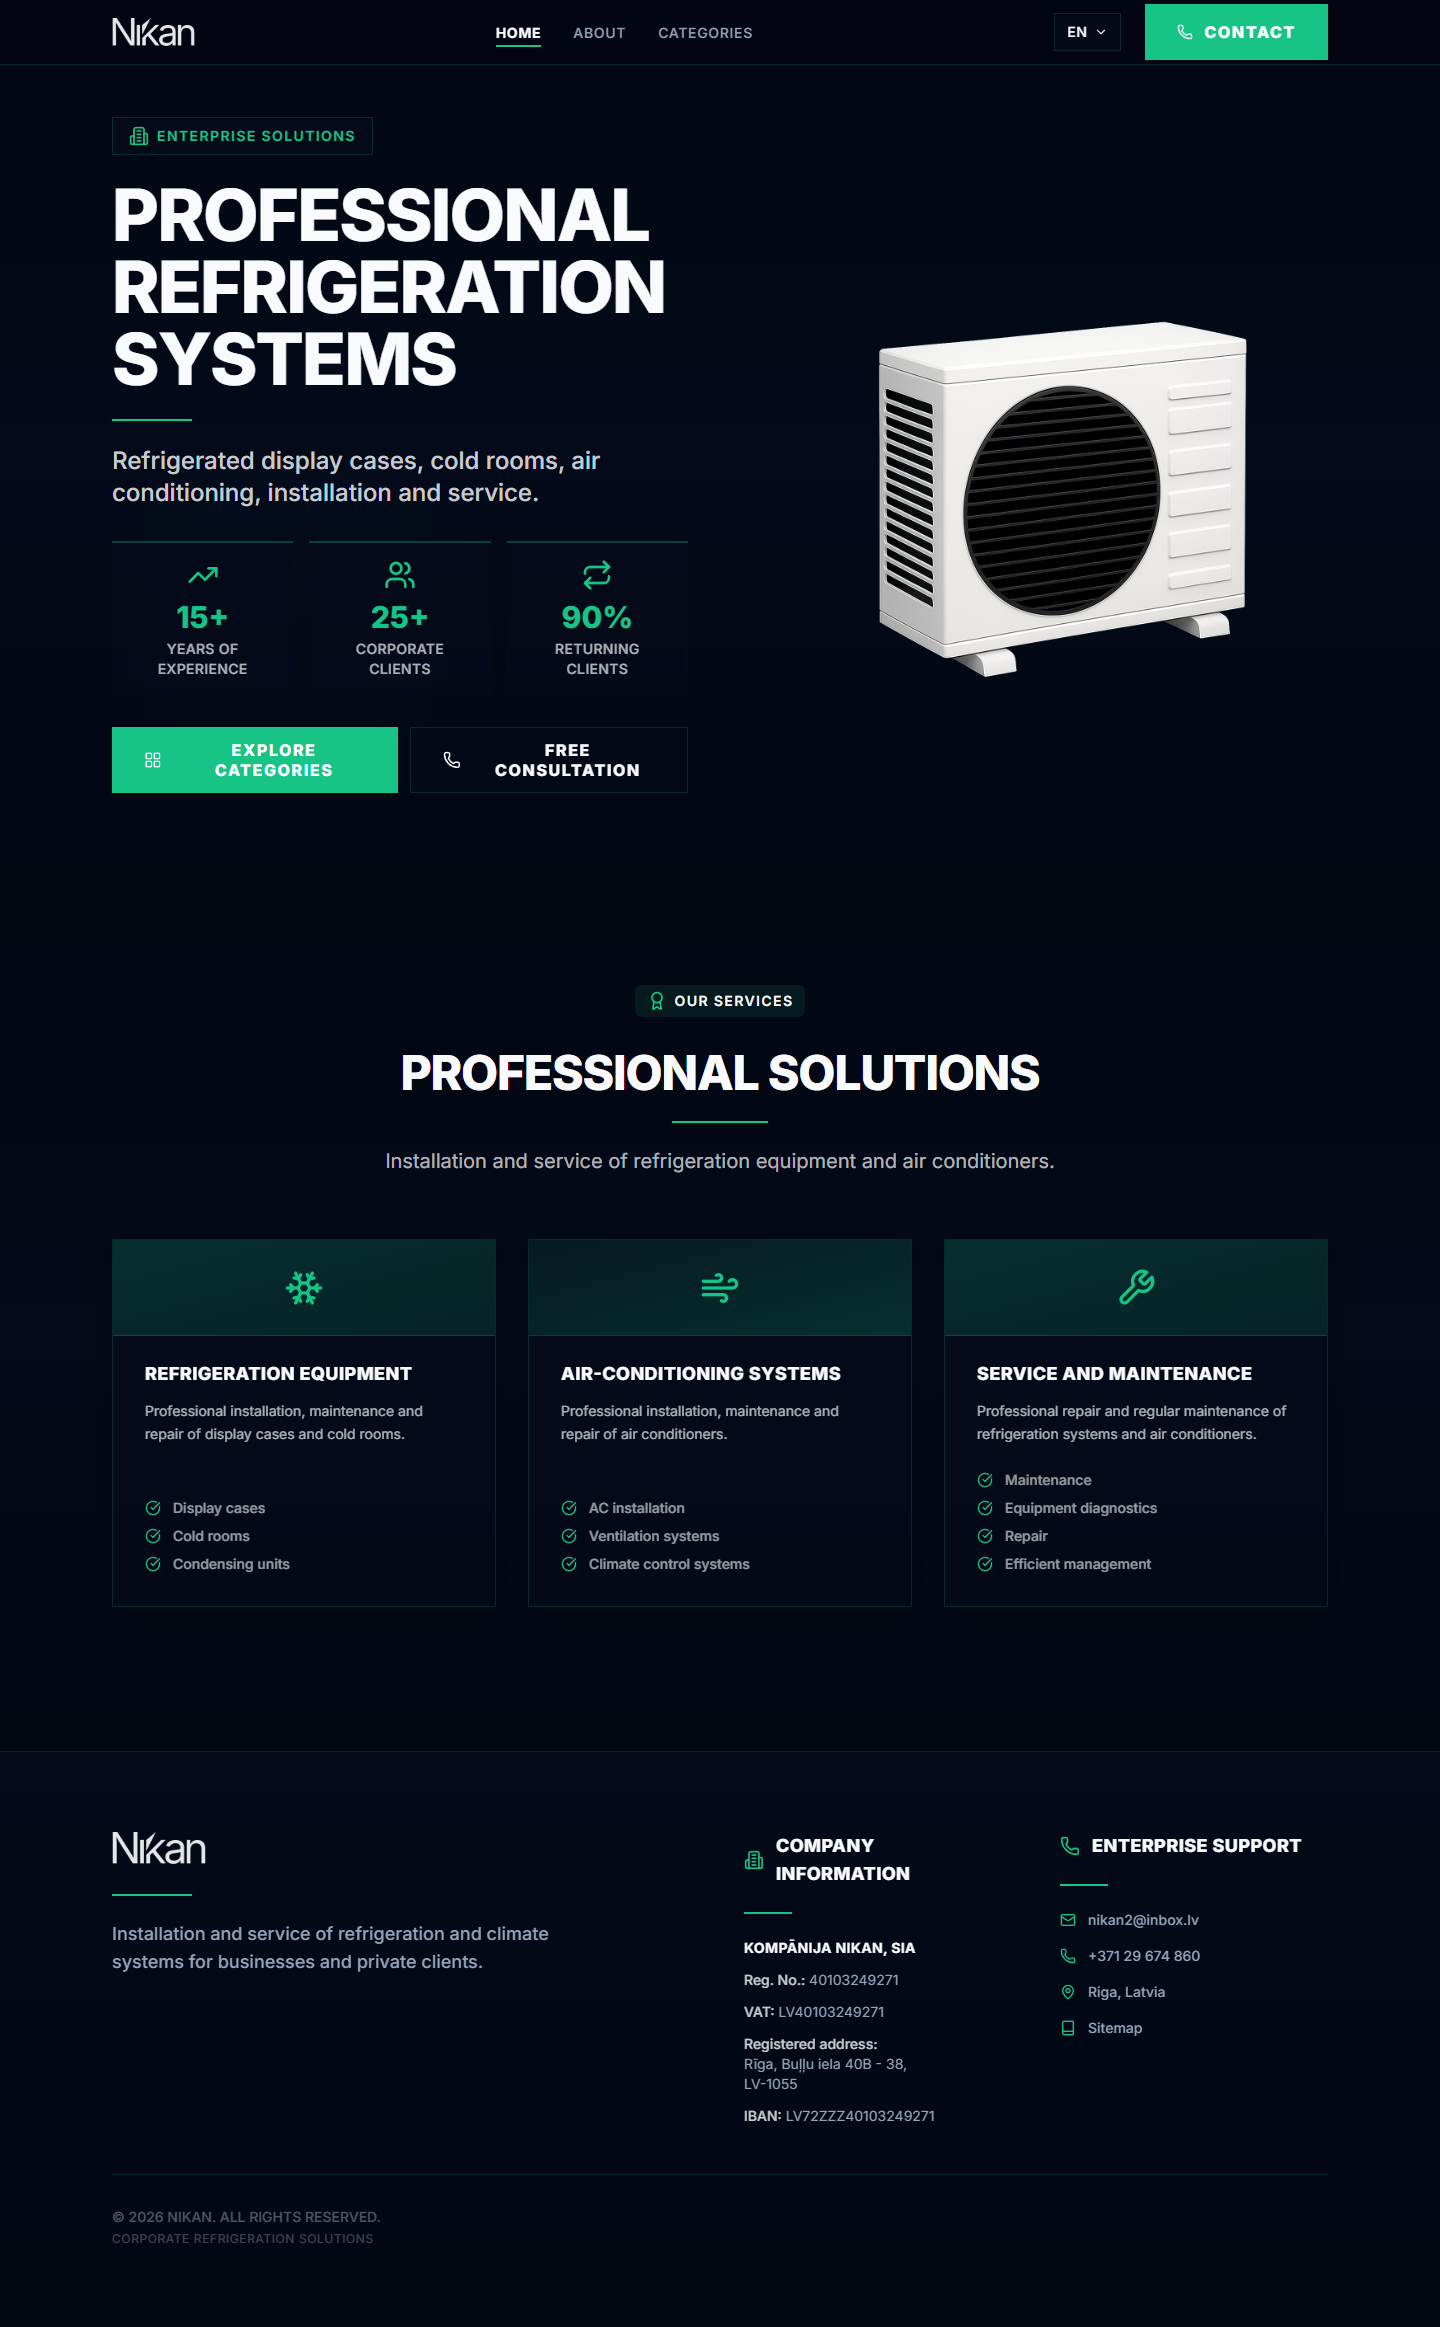 Nikan
HOME
ABOUT
CATEGORIES
EN
CONTACT
ENTERPRISE SOLUTIONS
PROFESSIONAL
REFRIGERATION
SYSTEMS
Refrigerated display cases, cold rooms, air
conditioning, installation and service.
15+
YEARS OF
EXPERIENCE
25+
CORPORATE
CLIENTS
90%
RETURNING
CLIENTS
EXPLORE
CATEGORIES
FREE
CONSULTATION
OUR SERVICES
PROFESSIONAL SOLUTIONS
Installation and service of refrigeration equipment and air conditioners.
REFRIGERATION EQUIPMENT
Professional installation, maintenance and
repair of display cases and cold rooms.
Display cases
Cold rooms
Condensing units
AIR-CONDITIONING SYSTEMS
Professional installation, maintenance and
repair of air conditioners.
AC installation
Ventilation systems
Climate control systems
SERVICE AND MAINTENANCE
Professional repair and regular maintenance of
refrigeration systems and air conditioners.
Maintenance
Equipment diagnostics
Repair
Efficient management
Nikan
Installation and service of refrigeration and climate
systems for businesses and private clients.
COMPANY
INFORMATION
KOMPĀNIJA NIKAN, SIA
Reg. No.: 40103249271
VAT: LV40103249271
Registered address:
Rīga, Buļļu iela 40B - 38,
LV-1055
IBAN: LV72ZZZ40103249271
ENTERPRISE SUPPORT
nikan2@inbox.lv
+371 29 674 860
Riga, Latvia
Sitemap
© 2026 NIKAN. ALL RIGHTS RESERVED.
CORPORATE REFRIGERATION SOLUTIONS